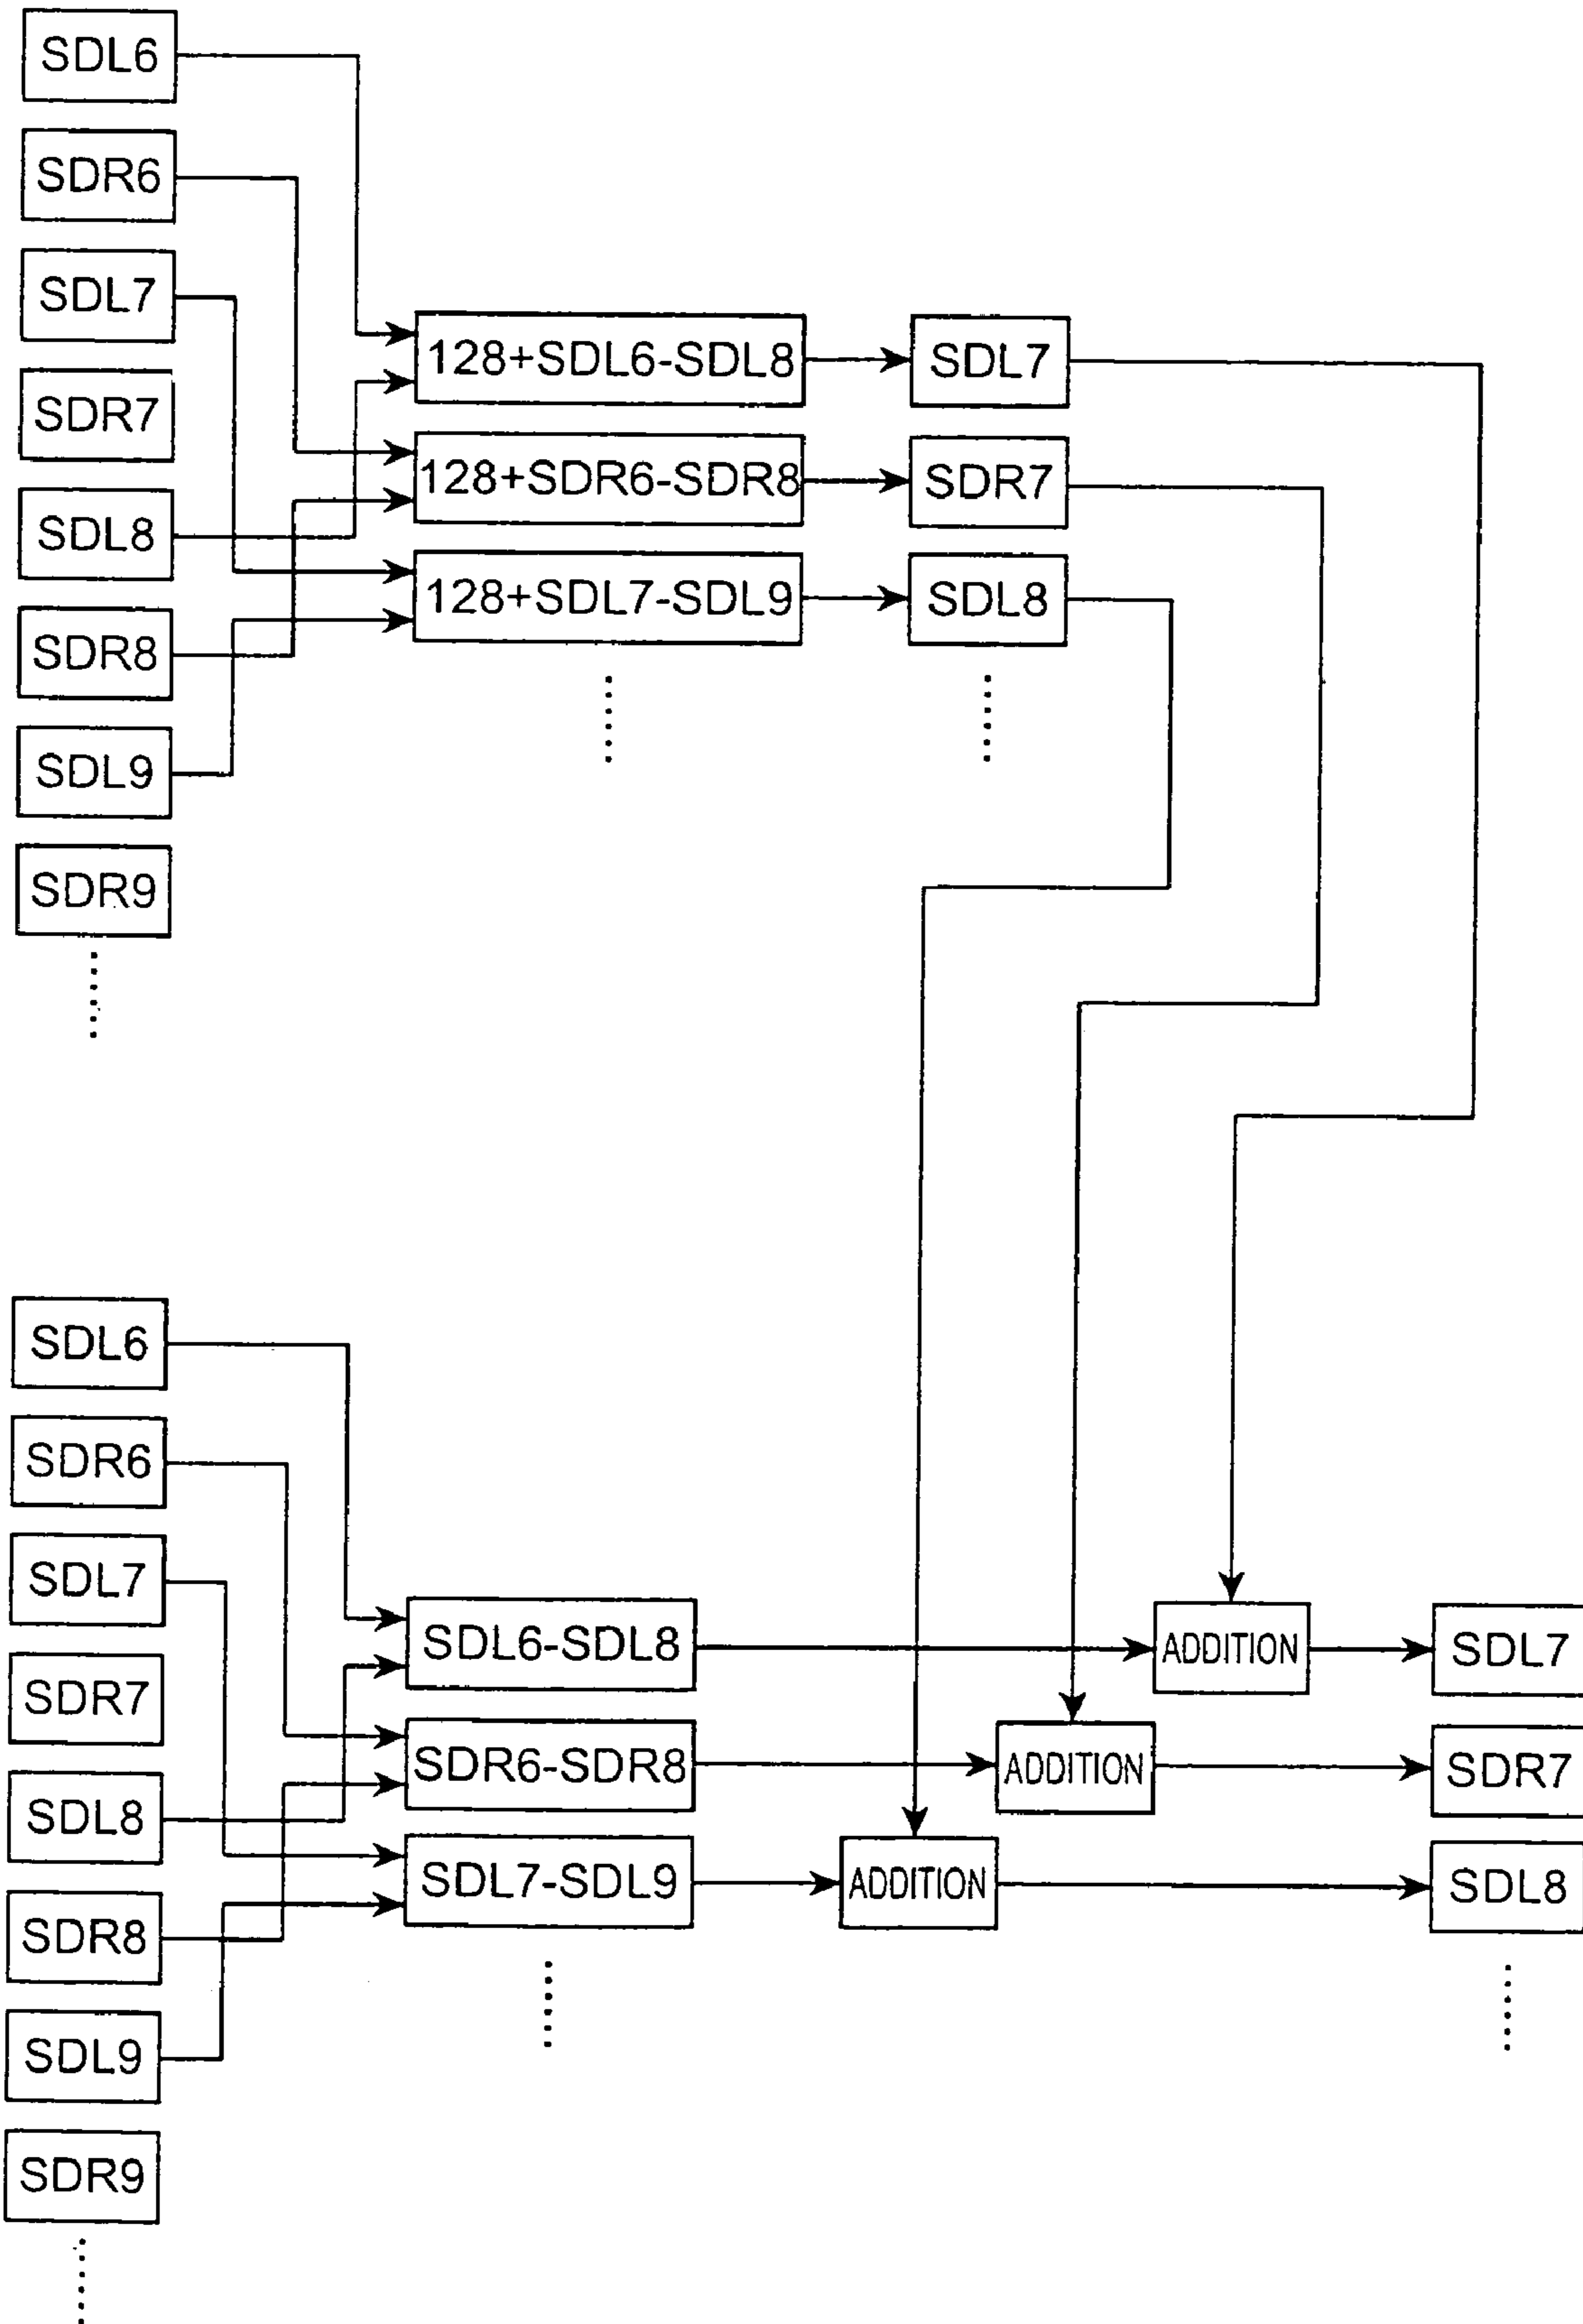 SDL6
SDR6
SDL7
SDR7
SDL8
SDR8
SDL9
SDR9
128+SDL6-SDL8
SDL7
128+SDR6-SDR8
SDR7
128+SDL7-SDL9
SDL8
SDL6
SDR6
SDL7
SDR7
SDL8
SDR8
SDL9
SDR9
SDL6-SDL8
ADDITION
SDL7
SDR6-SDR8
ADDITION
SDR7
SDL7-SDL9
ADDITION
SDL8